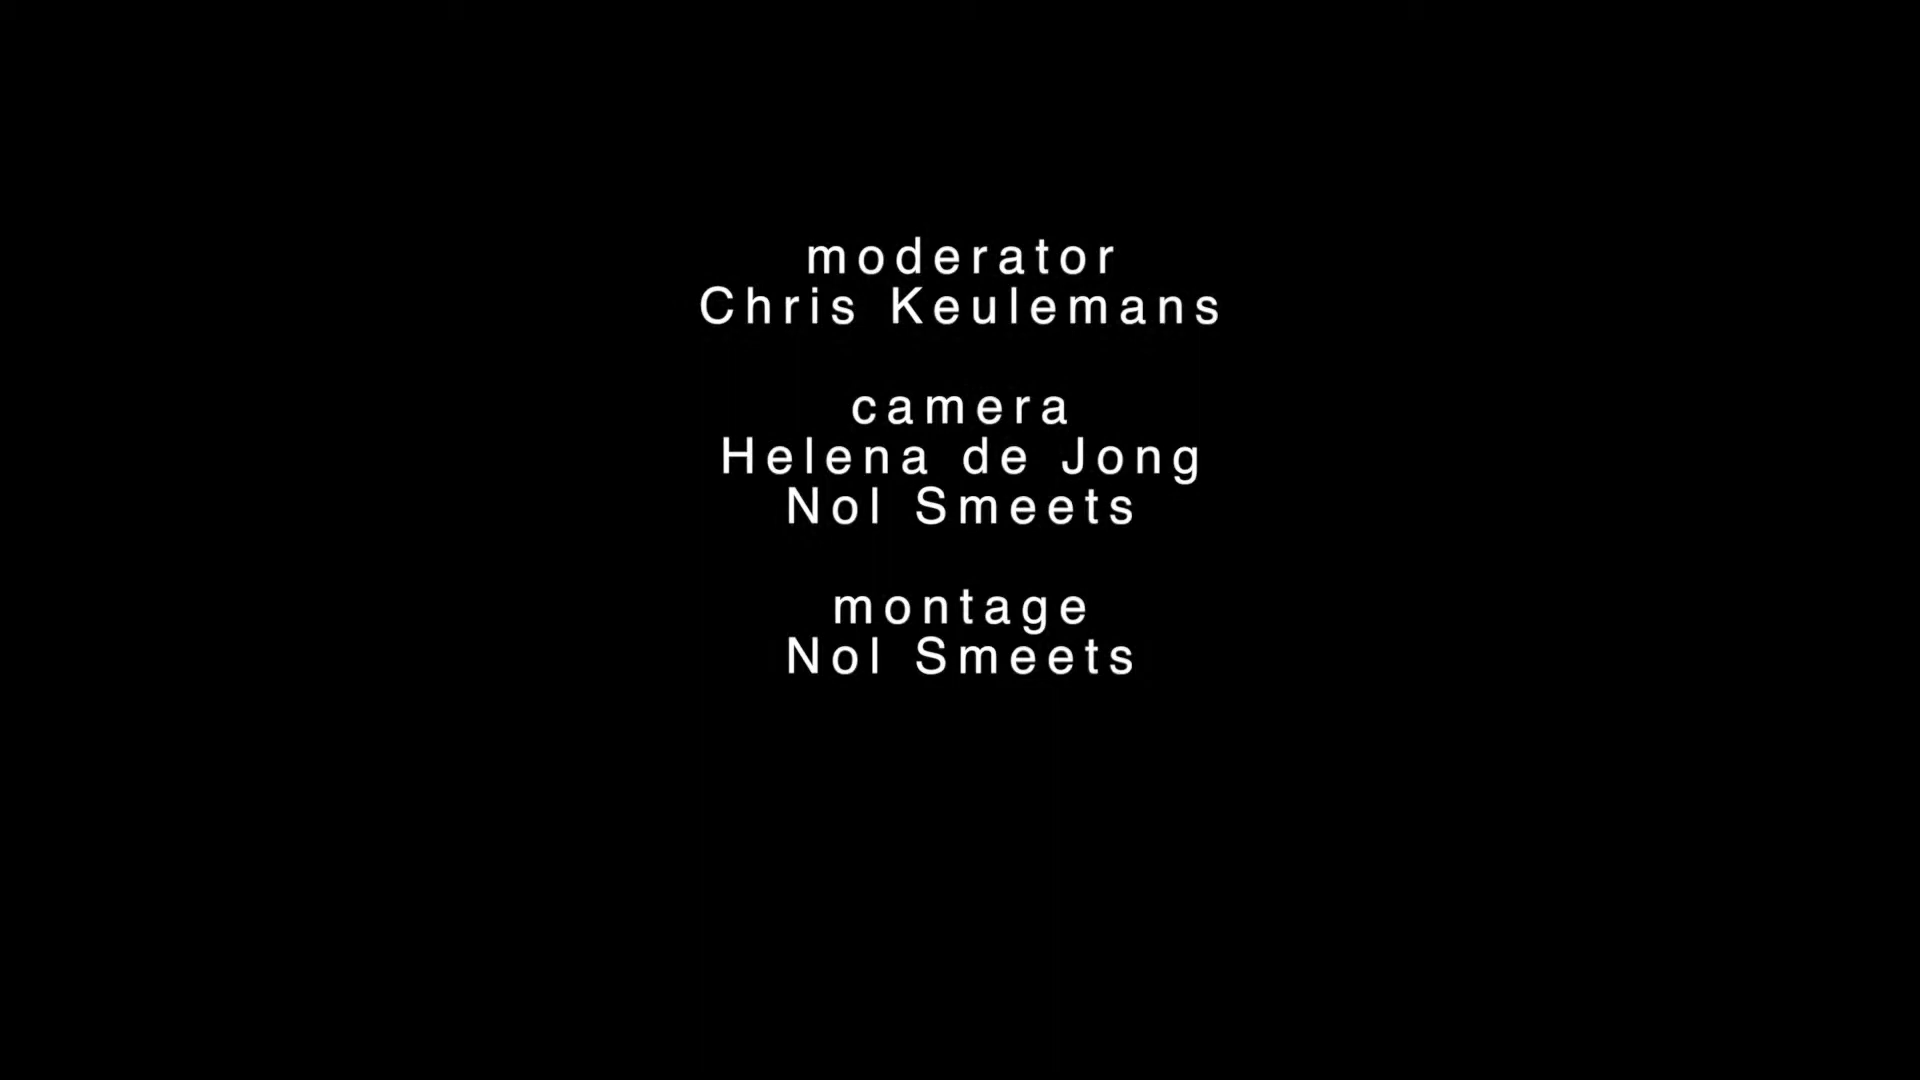 moderator
Chris Keulemans
camera
Helena de Jong
Nol Smeets
montage
Nol Smeets